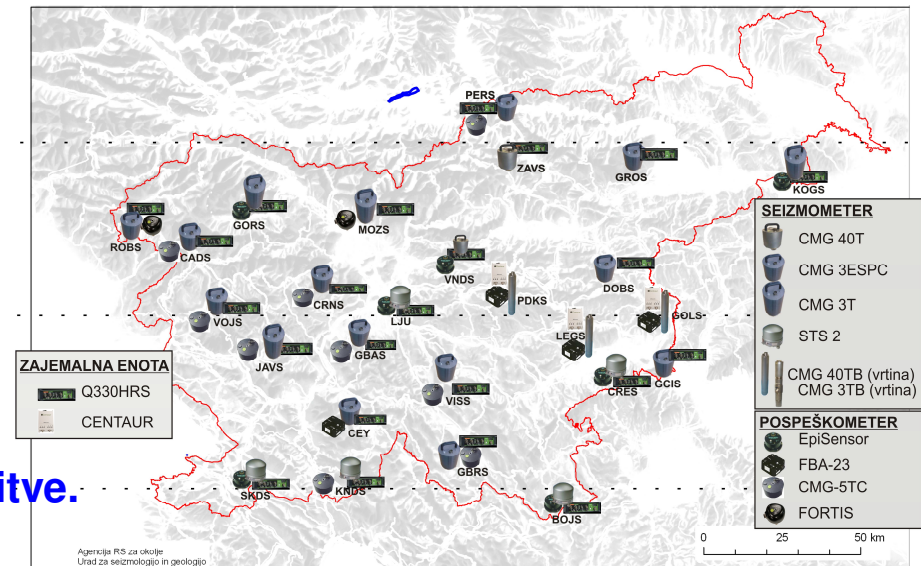 PERS
ZAVS
GROS
KOGS
GORS
MOZS
ROBS
CADS
VNDS
DOBS
CRNS
PDKS
LJU
VOJS
GOLS
LEGS
JAVS
GBAS
CRES
GCIS
VISS
CEY
GBRS
SKDS
KNDS
BOJS
SEIZMOMETER
CMG 40T
CMG 3ESPC
CMG 3T
STS 2
CMG 40TB (vrtina)
CMG 3TB (vrtina)
POSPEŠKOMETER
EpiSensor
FBA-23
CMG-5TC
FORTIS
ZAJEMALNA ENOTA
Q330HRS
CENTAUR
itve.
0 25 50 km
Agencija RS za okolje
Urad za seizmologijo in geologijo